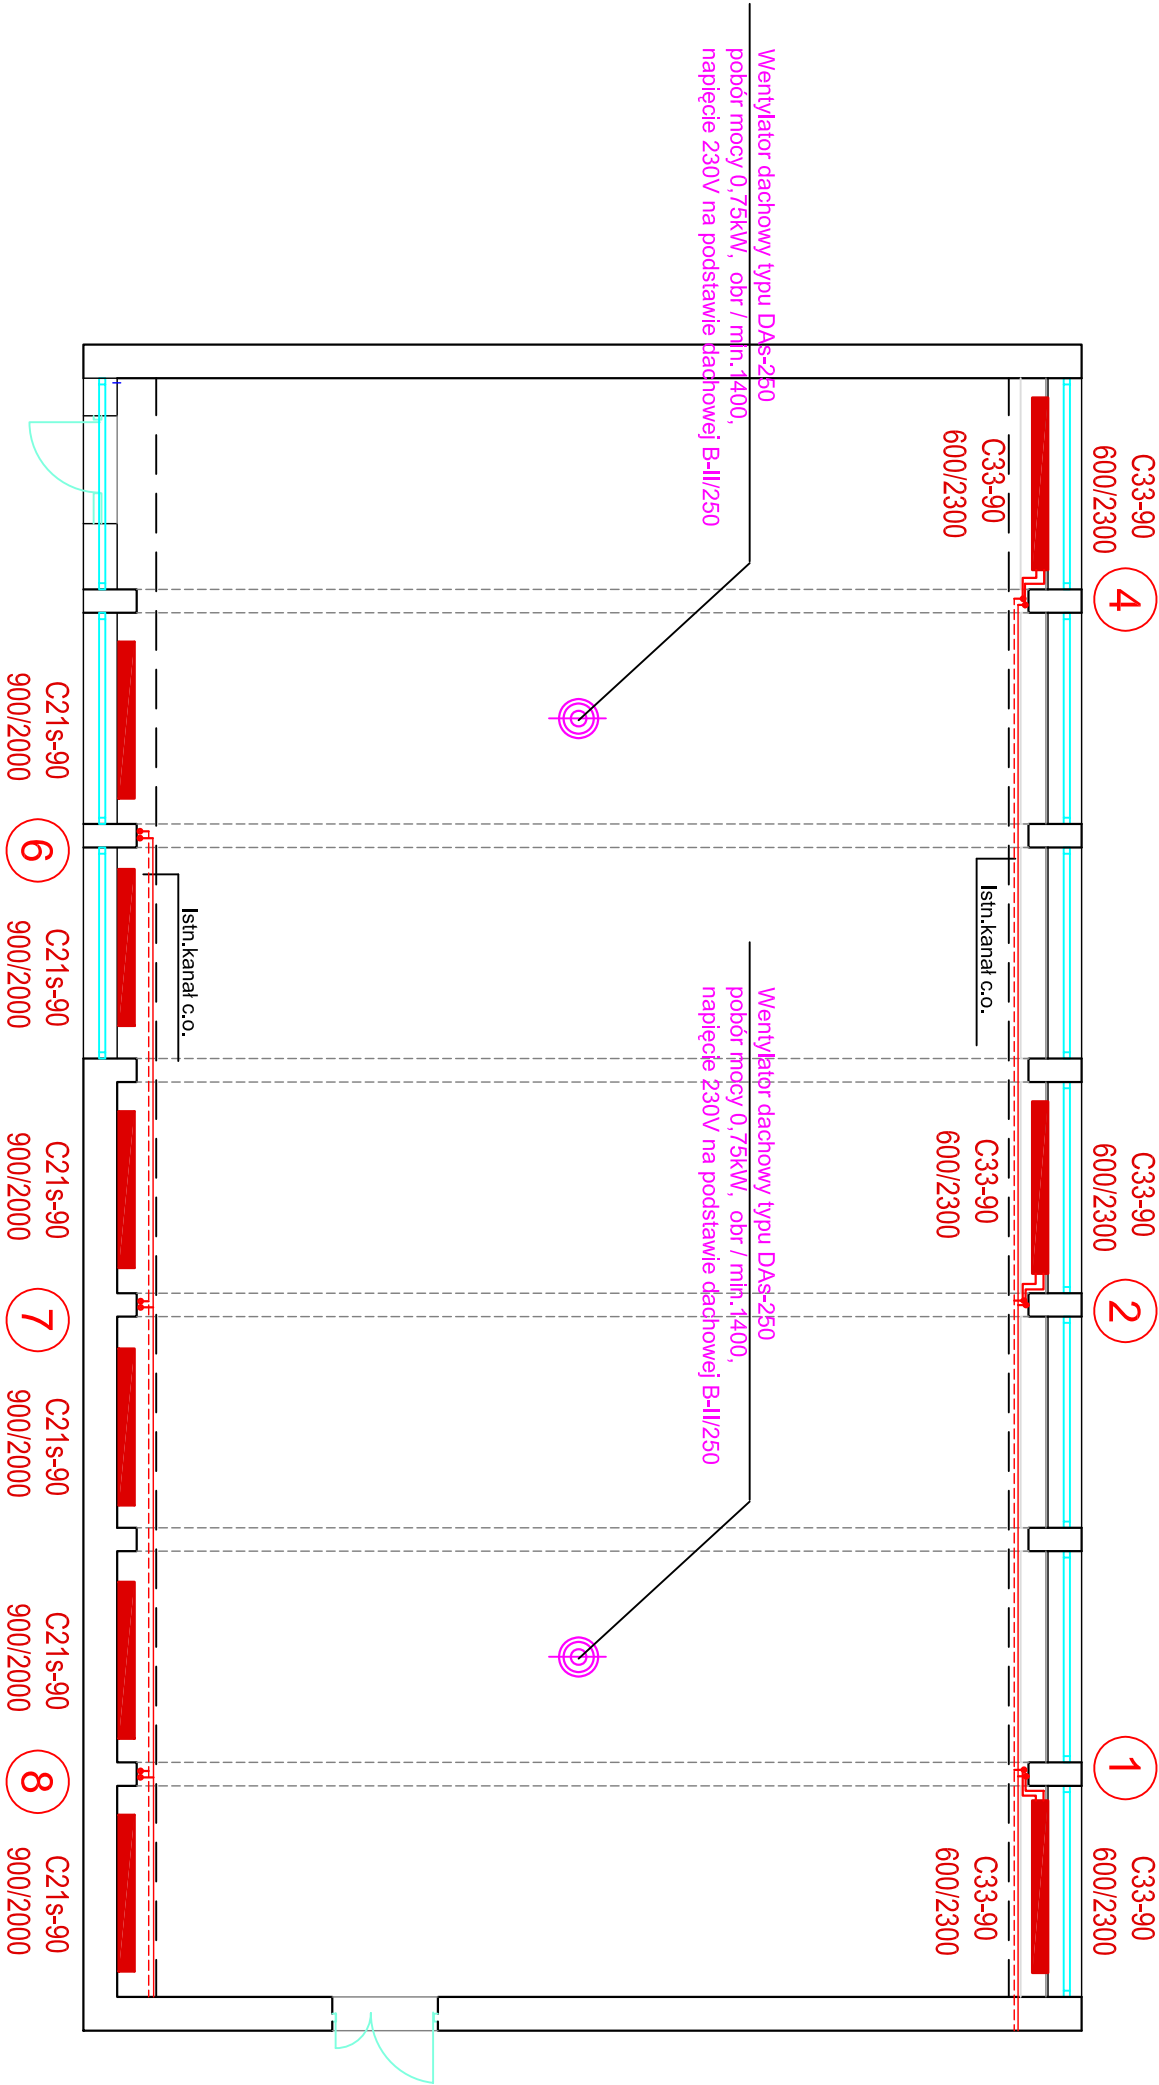 Wentylator dachowy typu DAs-250
pobór mocy 0,75kW, obr / min.1400,
napięcie 230V na podstawie dachowej B-II/250
C33-90
600/2300
4
C33-90
600/2300
C33-90
600/2300
2
C33-90
600/2300
1
C33-90
600/2300
C33-90
600/2300
Istn.kanał c.o.
Wentylator dachowy typu DAs-250
pobór mocy 0,75kW, obr / min.1400,
napięcie 230V na podstawie dachowej B-II/250
Istn.kanał c.o.
C21s-90
900/2000
6
C21s-90
900/2000
C21s-90
900/2000
7
C21s-90
900/2000
C21s-90
900/2000
8
C21s-90
900/2000